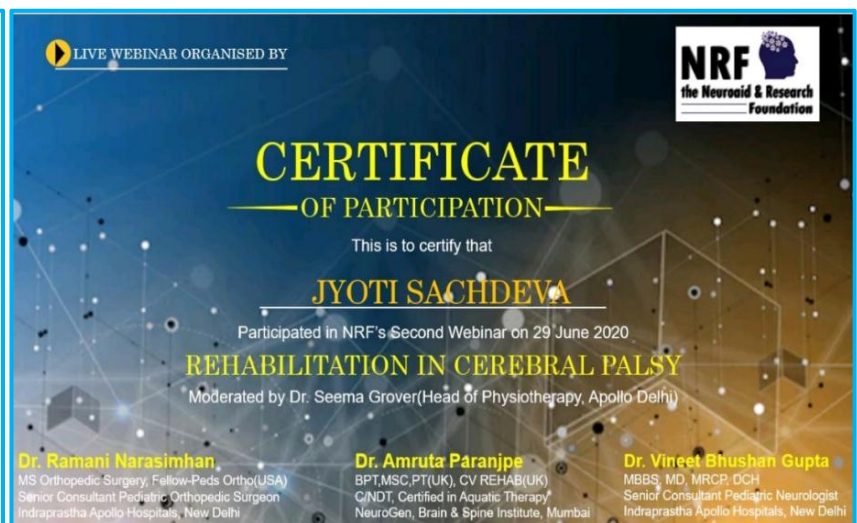 LIVE WEBINAR ORGANISED BY
NRF
the Neuroaid & Research
Foundation
CERTIFICATE
OF PARTICIPATION
This is to certify that
JYOTI SACHDEVA
Participated in NRF's Second Webinar on 29 June 2020
REHABILITATION IN CEREBRAL PALSY
Moderated by Dr. Seema Grover(Head of Physiotherapy, Apollo Delhi)
Dr. Ramani Narasimhan
MS Orthopedic Surgery, Fellow-Peds Ortho(USA)
Senior Consultant Pediatric Orthopedic Surgeon
Indraprastha Apollo Hospitals, New Delhi
Dr. Amruta Paranjpe
BPT,MSC,PT(UK), CV REHAB(UK)
C/NDT, Certified in Aquatic Therapy
NeuroGen, Brain & Spine Institute, Mumbai
Dr. Vineet Bhushan Gupta
MBBS, MD, MRCP, DCH
Senior Consultant Pediatric Neurologist
Indraprastha Apollo Hospitals, New Delhi